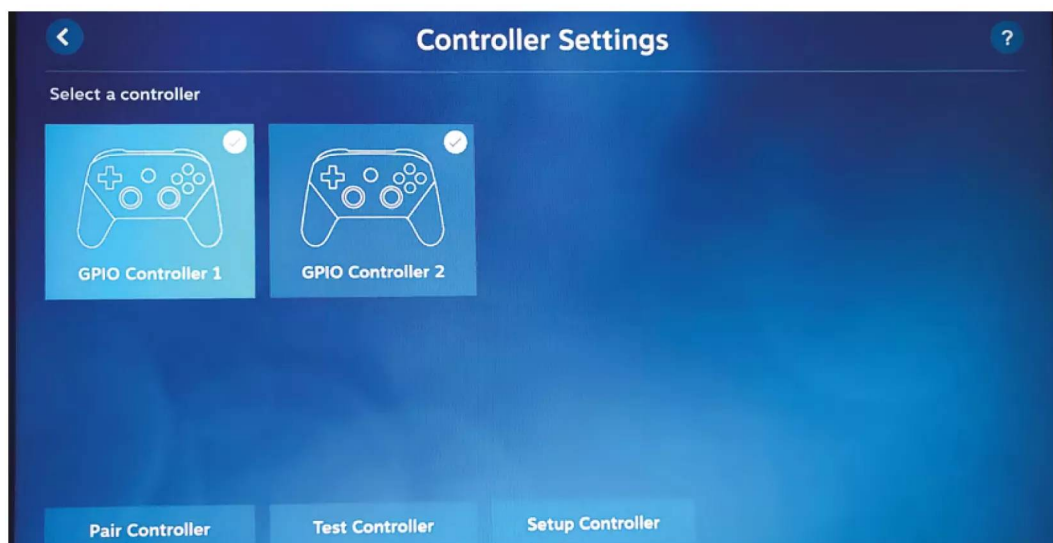 Controller Settings
?
Select a controller
GPIO Controller 1
GPIO Controller 2
Pair Controller
Test Controller
Setup Controller